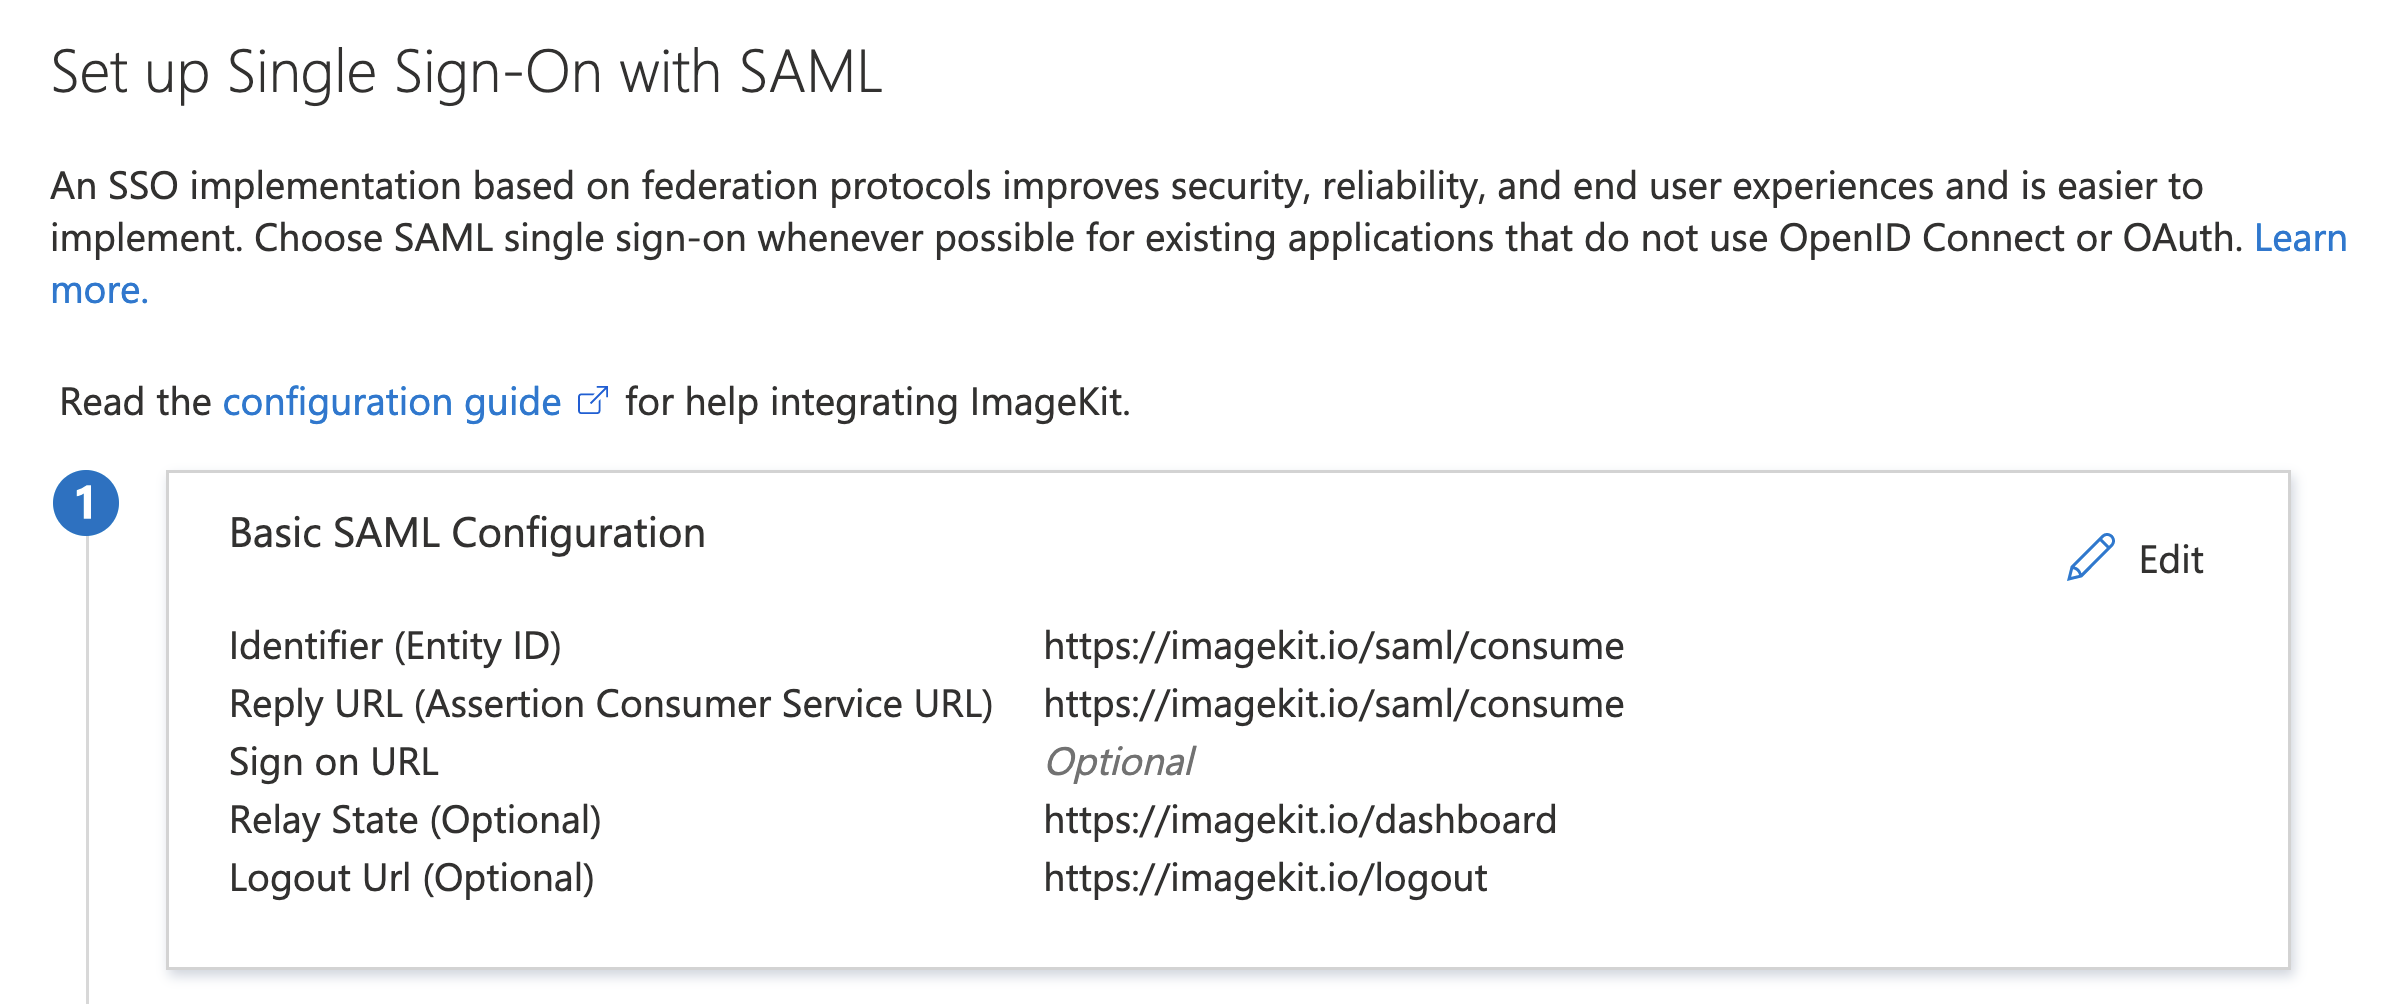 Set up Single Sign-On with SAML
An SSO implementation based on federation protocols improves security, reliability, and end user experiences and is easier to
implement. Choose SAML single sign-on whenever possible for existing applications that do not use OpenID Connect or OAuth. Learn
more.
Read the configuration guide for help integrating ImageKit.
1
Basic SAML Configuration
Edit
Identifier (Entity ID) https://imagekit.io/saml/consume
Reply URL (Assertion Consumer Service URL) https://imagekit.io/saml/consume
Sign on URL Optional
Relay State (Optional) https://imagekit.io/dashboard
Logout Url (Optional) https://imagekit.io/logout